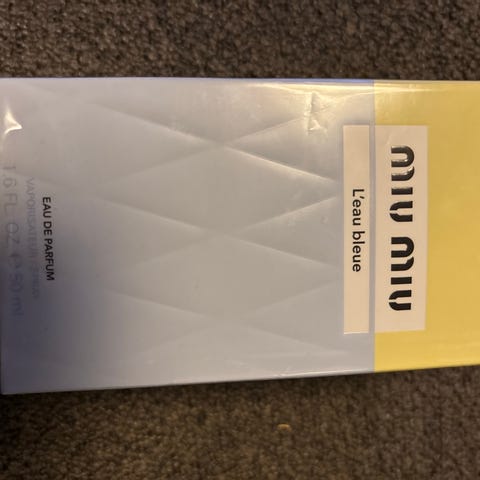 MIU MIU
L'eau bleue
EAU DE PARFUM
VAPORISATEUR / SPRAY
1.6 FL. OZ. ℮ 50 ml